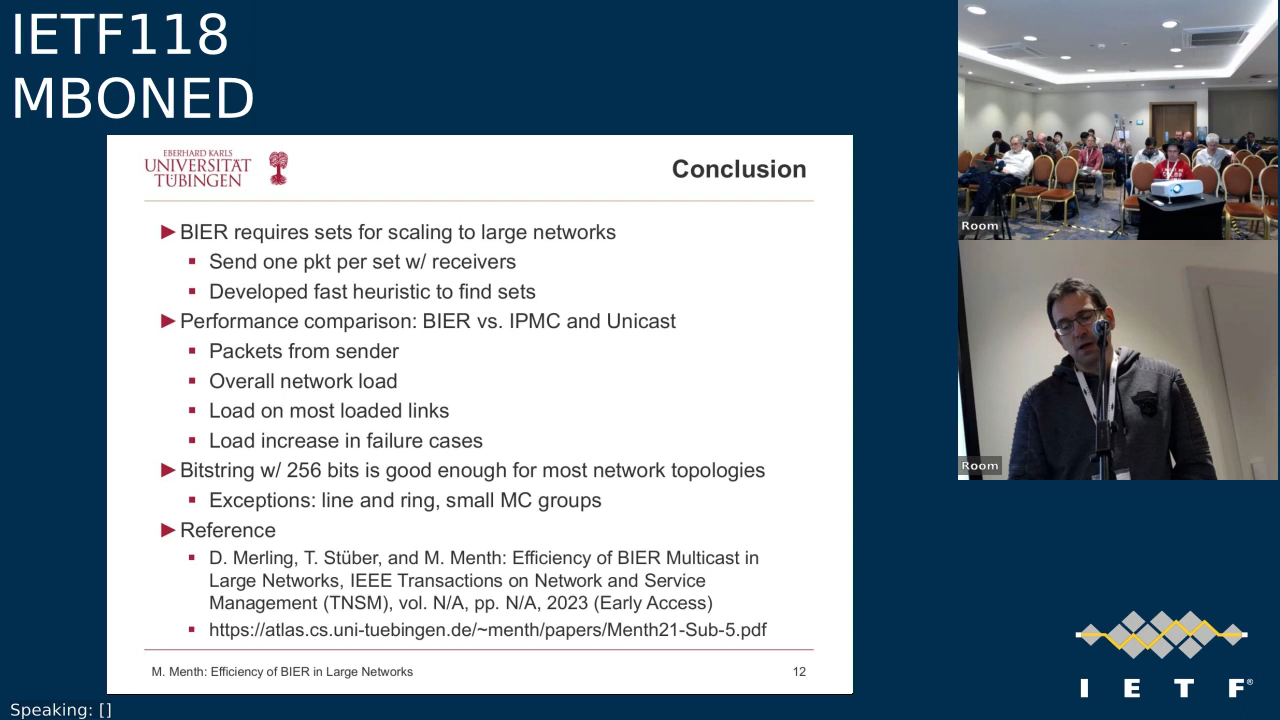 IETF118
MBONED
EBERHARD KARLS
UNIVERSITÄT
TÜBINGEN
Conclusion
►BIER requires sets for scaling to large networks
▪ Send one pkt per set w/ receivers
▪ Developed fast heuristic to find sets
►Performance comparison: BIER vs. IPMC and Unicast
▪ Packets from sender
▪ Overall network load
▪ Load on most loaded links
▪ Load increase in failure cases
►Bitstring w/ 256 bits is good enough for most network topologies
▪ Exceptions: line and ring, small MC groups
►Reference
▪ D. Merling, T. Stüber, and M. Menth: Efficiency of BIER Multicast in
Large Networks, IEEE Transactions on Network and Service
Management (TNSM), vol. N/A, pp. N/A, 2023 (Early Access)
▪ https://atlas.cs.uni-tuebingen.de/~menth/papers/Menth21-Sub-5.pdf
M. Menth: Efficiency of BIER in Large Networks
12
Room
Room
I E T F®
Speaking: []